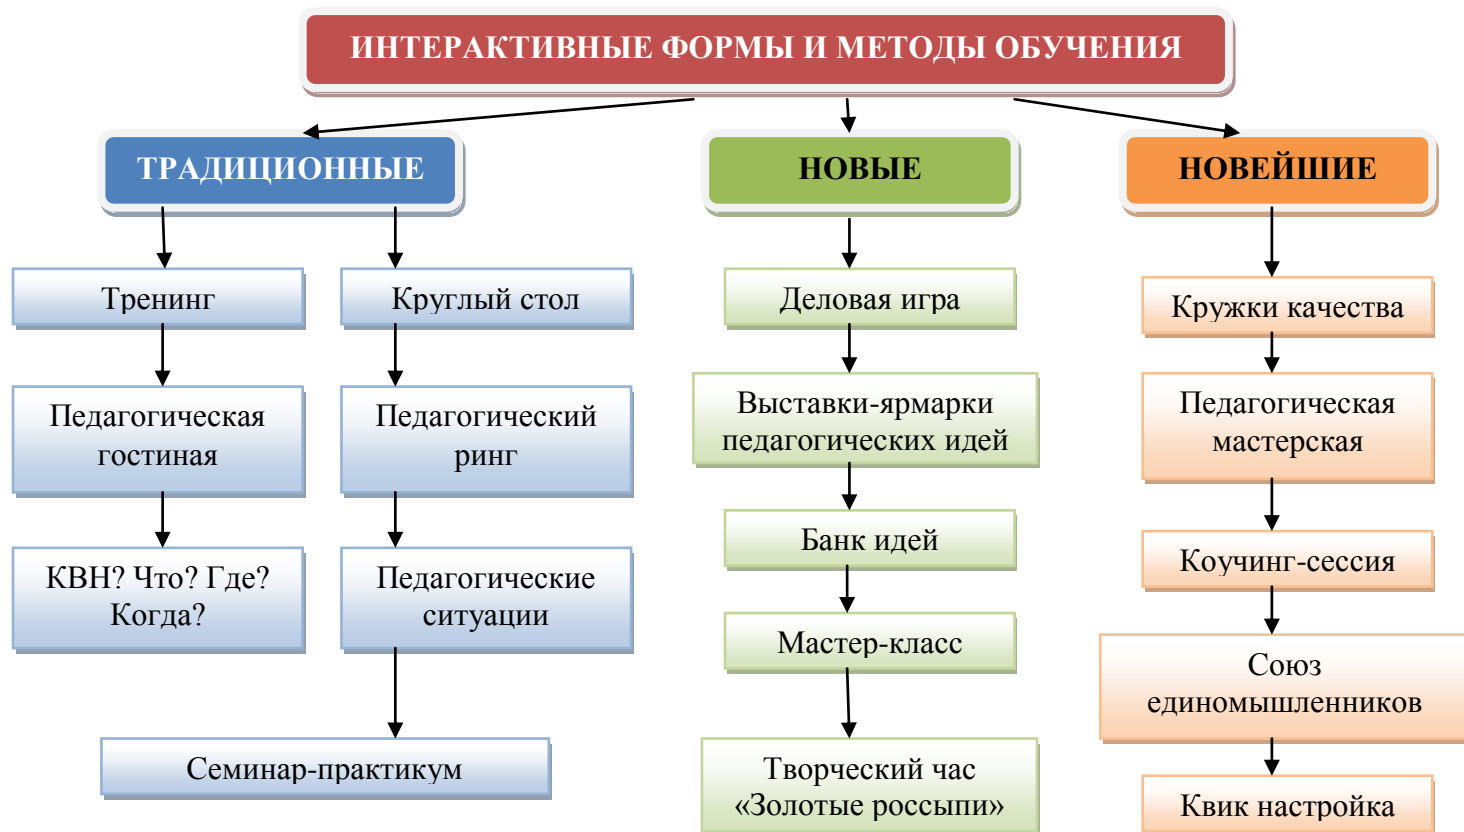 ИНТЕРАКТИВНЫЕ ФОРМЫ И МЕТОДЫ ОБУЧЕНИЯ
ТРАДИЦИОННЫЕ
НОВЫЕ
НОВЕЙШИЕ
Тренинг
Педагогическая
гостиная
КВН? Что? Где?
Когда?
Круглый стол
Педагогический
ринг
Педагогические
ситуации
Семинар-практикум
Деловая игра
Выставки-ярмарки
педагогических идей
Банк идей
Мастер-класс
Творческий час
«Золотые россыпи»
Кружки качества
Педагогическая
мастерская
Коучинг-сессия
Союз
единомышленников
Квик настройка